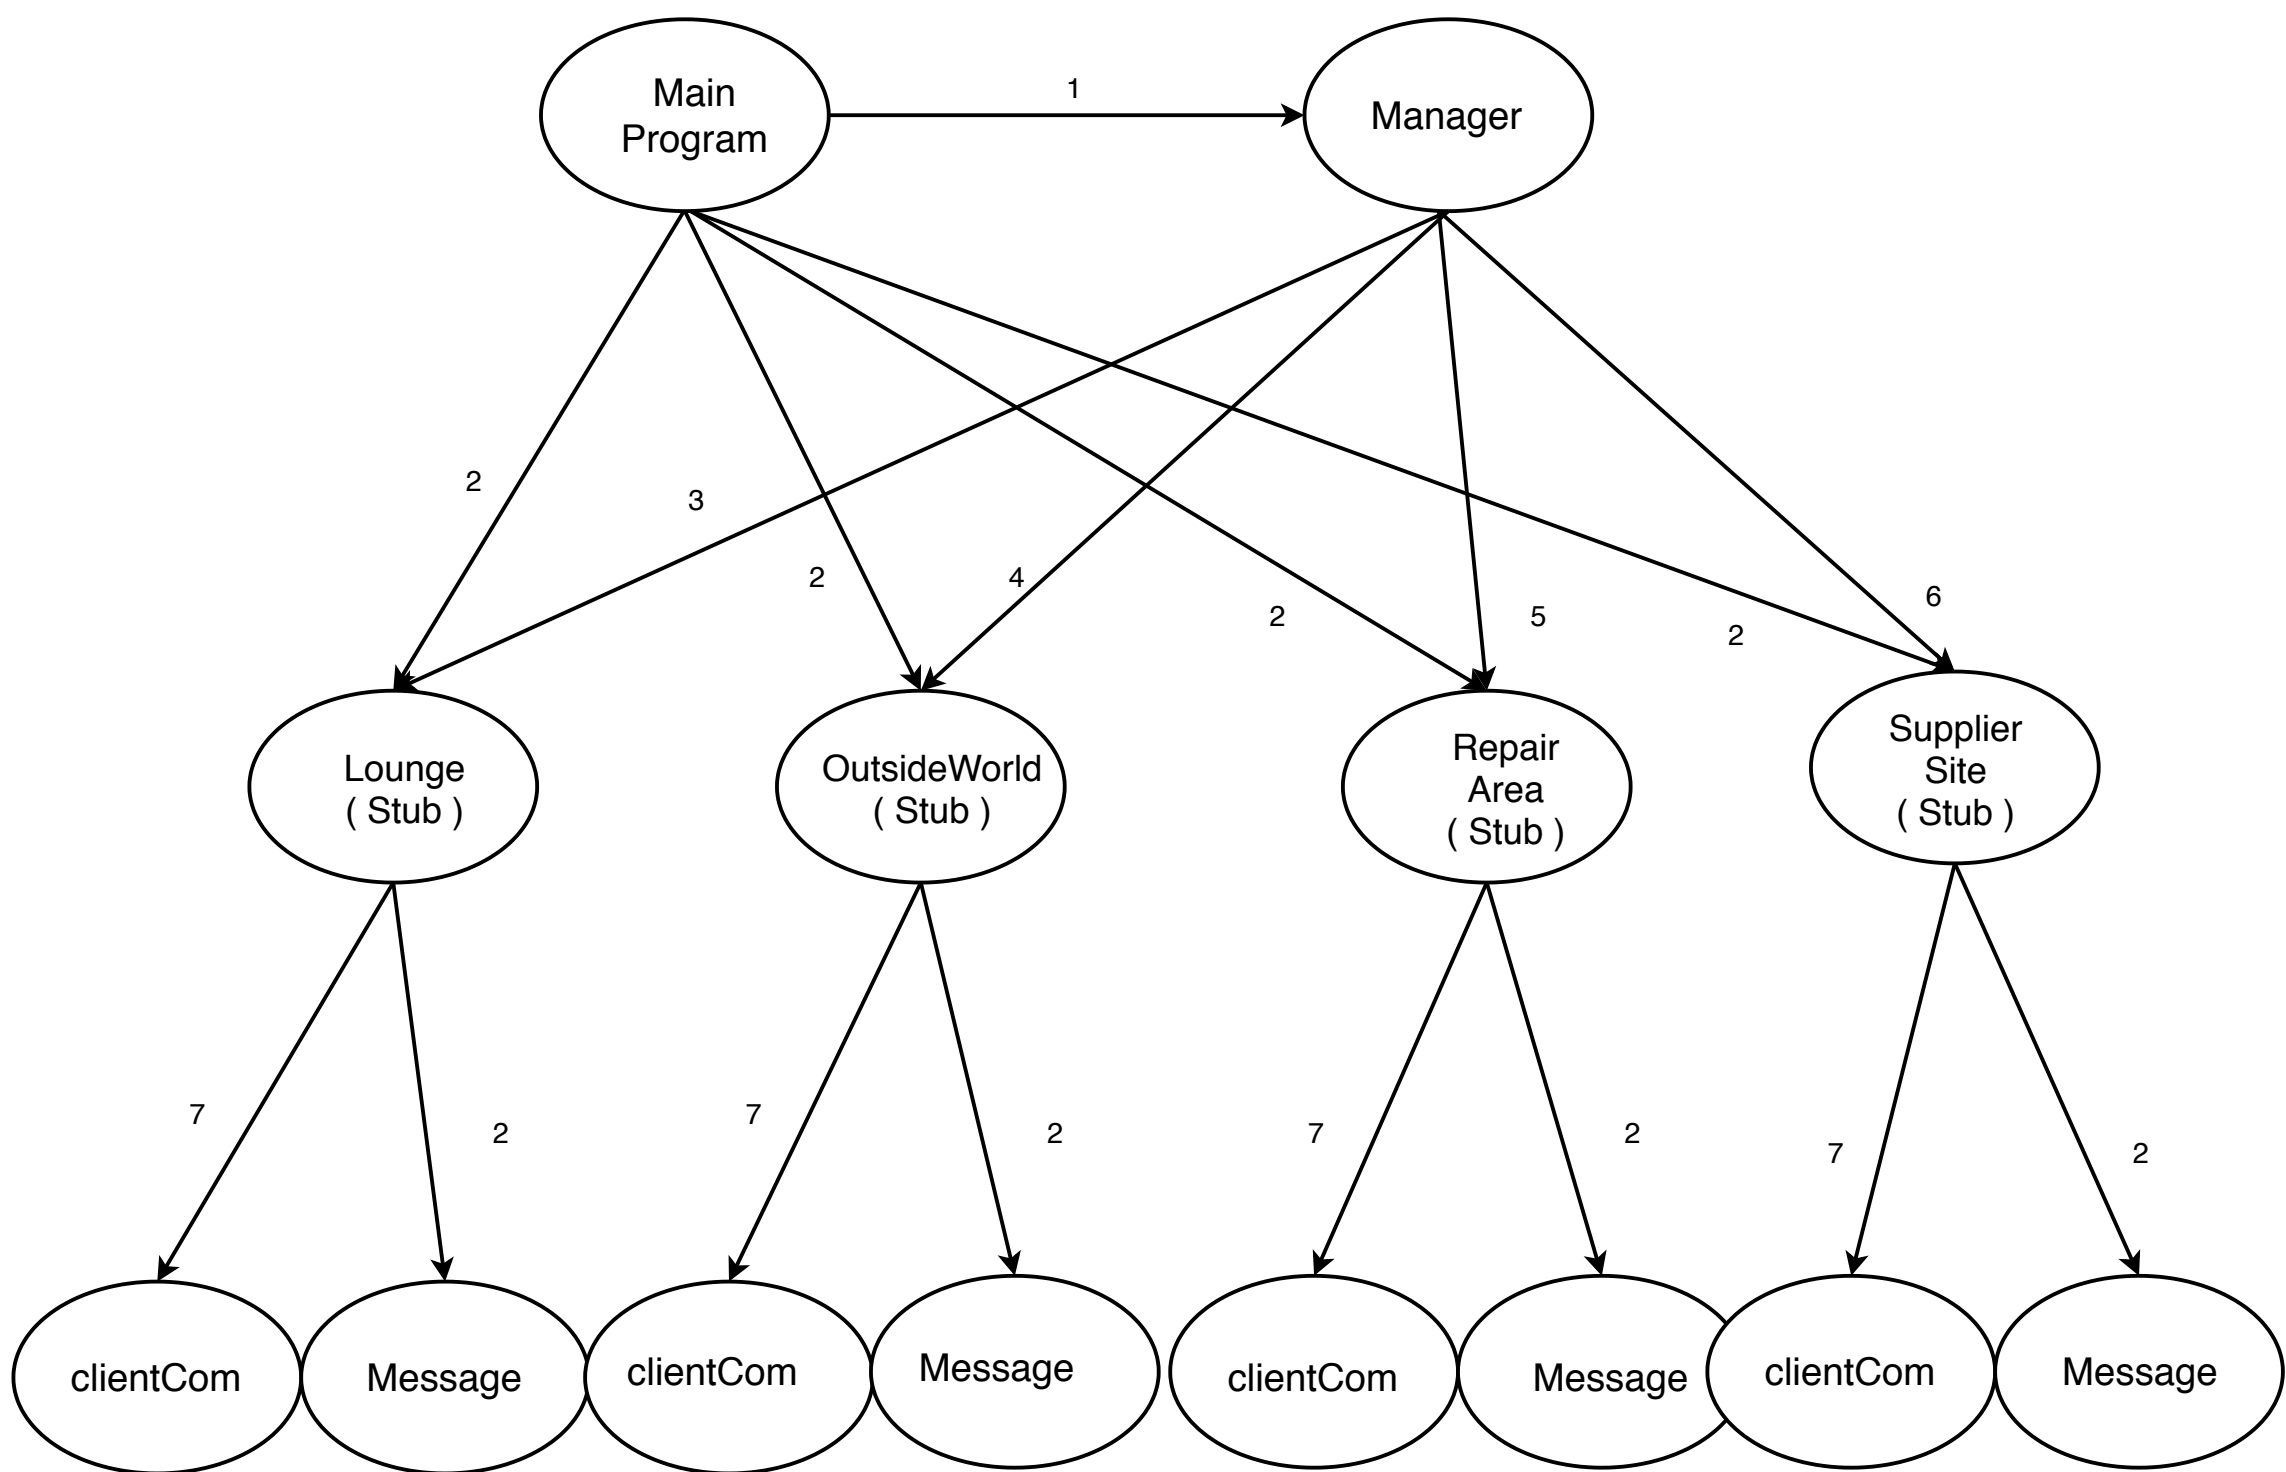 Main
Program
1
Manager
2
3
2
4
2
5
2
6
Lounge
( Stub )
OutsideWorld
( Stub )
Repair
Area
( Stub )
Supplier
Site
( Stub )
7
2
7
2
7
2
7
2
clientCom
Message
clientCom
Message
clientCom
Message
clientCom
Message